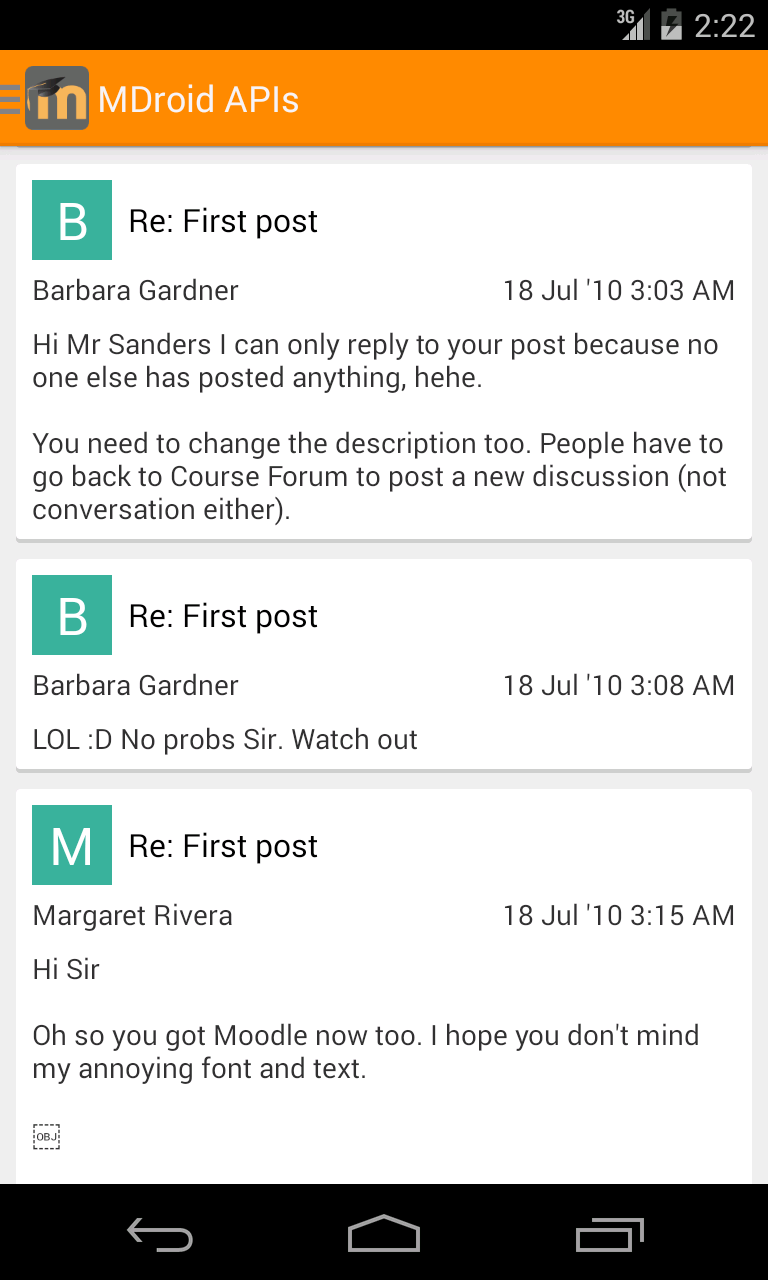 3G 2:22
m MDroid APIs
B Re: First post
Barbara Gardner 18 Jul '10 3:03 AM
Hi Mr Sanders I can only reply to your post because no
one else has posted anything, hehe.
You need to change the description too. People have to
go back to Course Forum to post a new discussion (not
conversation either).
B Re: First post
Barbara Gardner 18 Jul '10 3:08 AM
LOL :D No probs Sir. Watch out
M Re: First post
Margaret Rivera 18 Jul '10 3:15 AM
Hi Sir
Oh so you got Moodle now too. I hope you don't mind
my annoying font and text.
OBJ